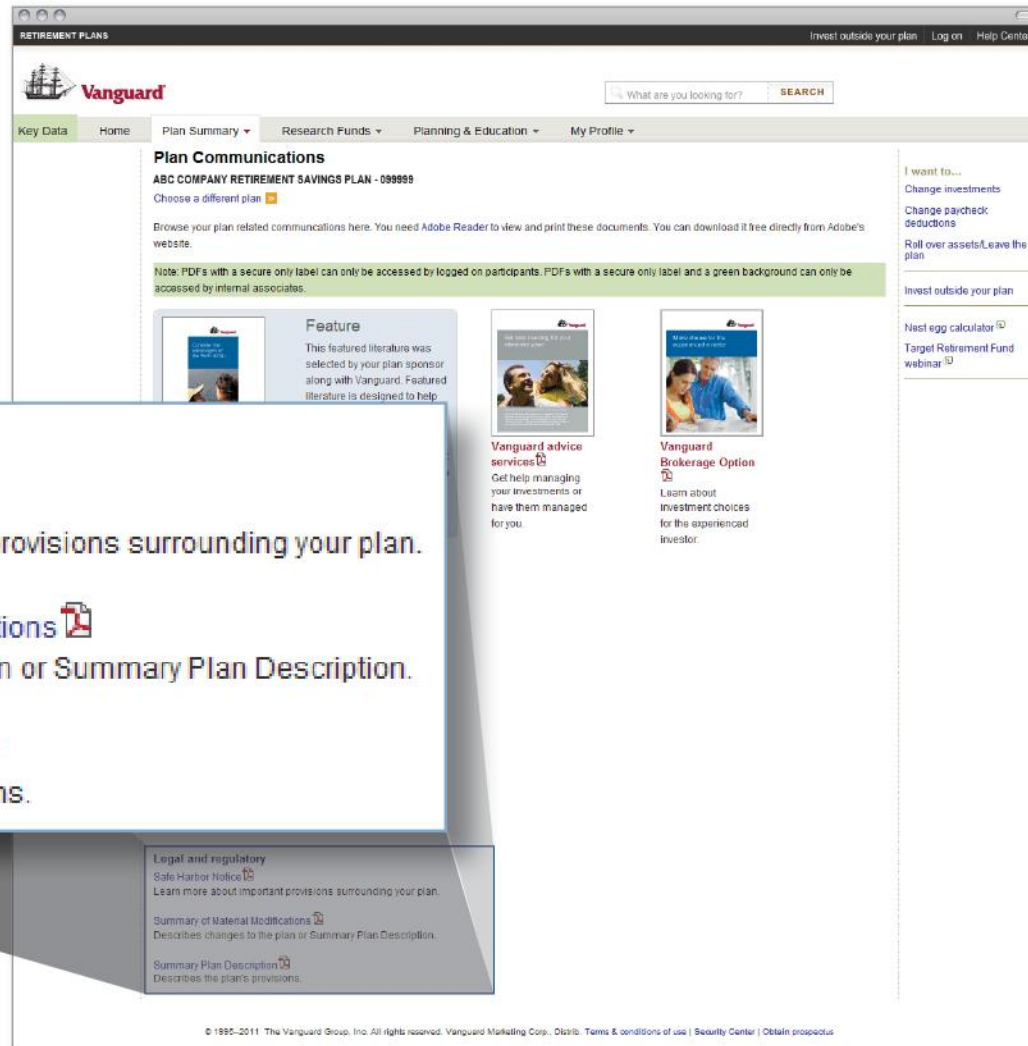 RETIREMENT PLANS
Invest outside your plan Log on Help Cente
Vanguard
What are you looking for? SEARCH
Key Data Home Plan Summary Research Funds Planning & Education My Profile
Plan Communications
ABC COMPANY RETIREMENT SAVINGS PLAN - 099999
Choose a different plan
Browse your plan related communcations here. You need Adobe Reader to view and print these documents. You can download it free directly from Adobe's
website.
Note: PDFs with a secure only label can only be accessed by logged on participants. PDFs with a secure only label and a green background can only be
accessed by internal associates.
Feature
This featured literature was
selected by your plan sponsor
along with Vanguard. Featured
literature is designed to help
Vanguard advice
services
Get help managing
your investments or
have them managed
for you.
Vanguard
Brokerage Option
Learn about
investment choices
for the experienced
investor.
I want to...
Change investments
Change paycheck
deductions
Roll over assets/Leave the
plan
Invest outside your plan
Nest egg calculator
Target Retirement Fund
webinar
rovisions surrounding your plan.
tions
n or Summary Plan Description.
ns.
Legal and regulatory
Safe Harbor Notice
Learn more about important provisions surrounding your plan.
Summary of Material Modifications
Describes changes to the plan or Summary Plan Description.
Summary Plan Description
Describes the plan's provisions.
© 1995–2011 The Vanguard Group, Inc. All rights reserved. Vanguard Marketing Corp., Distrib. Terms & conditions of use | Security Center | Obtain prospectus